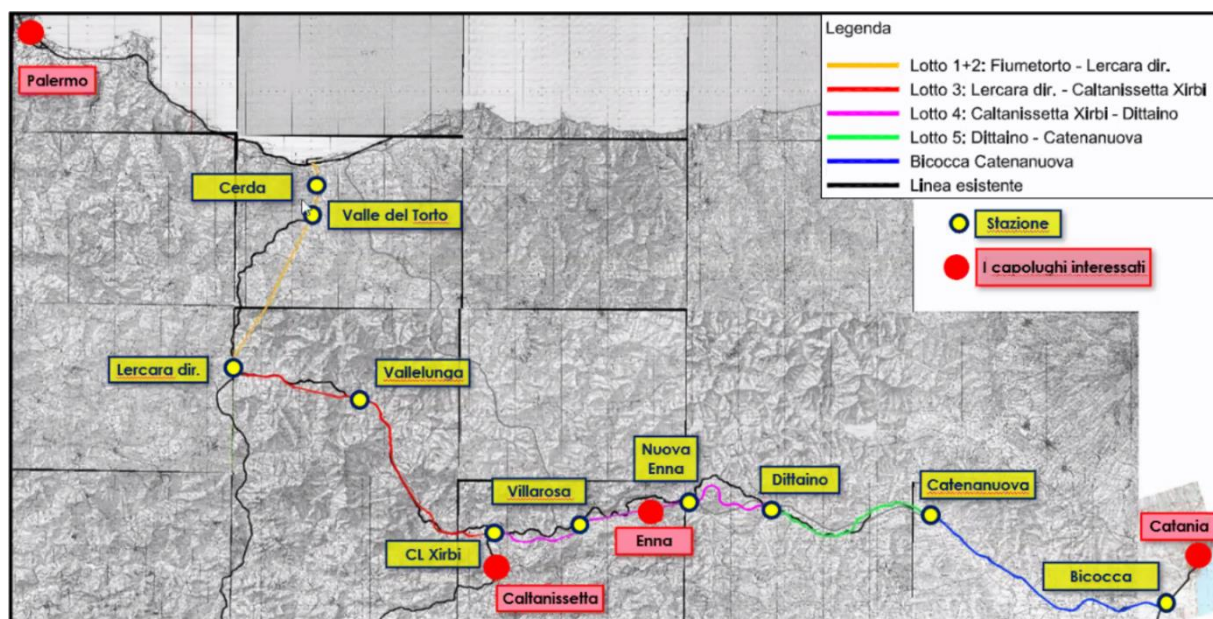 Legenda
Lotto 1+2: Fiumetorto - Lercara dir.
Lotto 3: Lercara dir. - Caltanissetta Xirbi
Lotto 4: Caltanissetta Xirbi - Dittaino
Lotto 5: Dittaino - Catenanuova
Bicocca Catenanuova
Linea esistente
Stazione
I capolughi interessati
Palermo
Cerda
Valle del Torto
Lercara dir.
Vallelunga
Nuova
Enna
Villarosa
Dittaino
Catenanuova
CL Xirbi
Enna
Catania
Caltanissetta
Bicocca